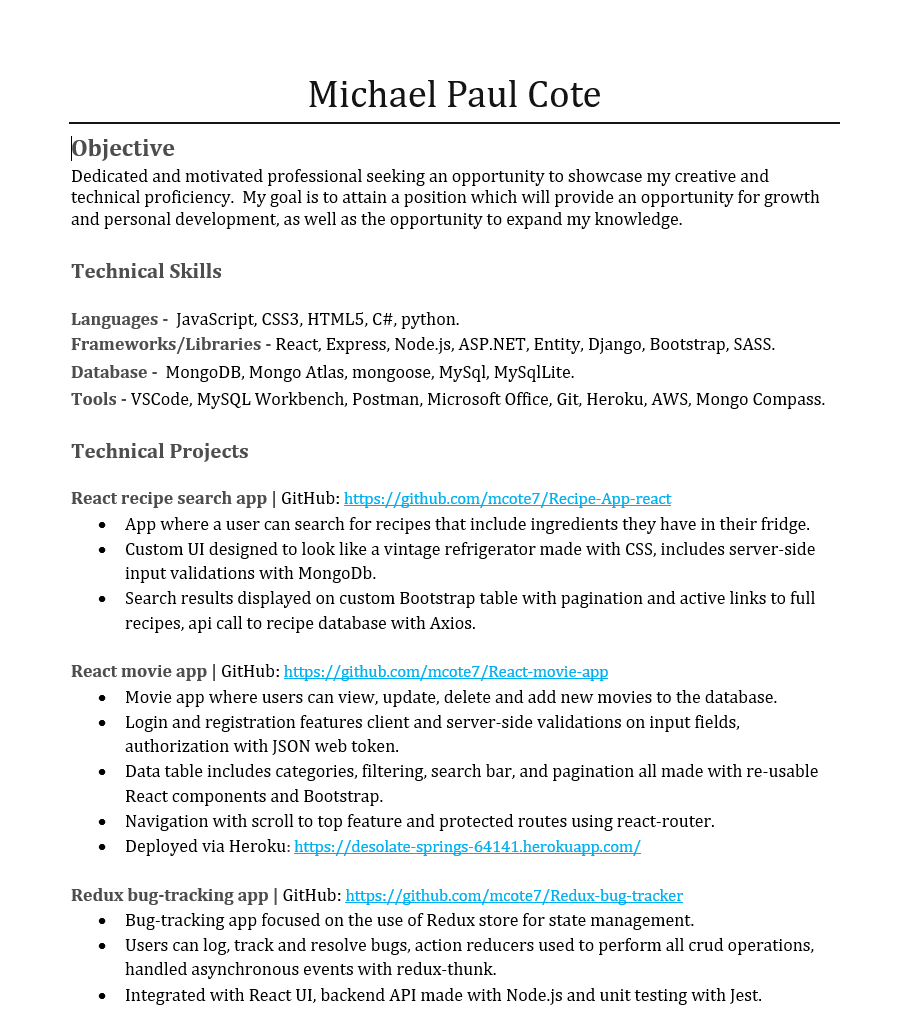 Michael Paul Cote
Objective
Dedicated and motivated professional seeking an opportunity to showcase my creative and
technical proficiency.  My goal is to attain a position which will provide an opportunity for growth
and personal development, as well as the opportunity to expand my knowledge.
Technical Skills
Languages -  JavaScript, CSS3, HTML5, C#, python.
Frameworks/Libraries - React, Express, Node.js, ASP.NET, Entity, Django, Bootstrap, SASS.
Database -  MongoDB, Mongo Atlas, mongoose, MySql, MySqlLite.
Tools - VSCode, MySQL Workbench, Postman, Microsoft Office, Git, Heroku, AWS, Mongo Compass.
Technical Projects
React recipe search app | GitHub: https://github.com/mcote7/Recipe-App-react
• App where a user can search for recipes that include ingredients they have in their fridge.
• Custom UI designed to look like a vintage refrigerator made with CSS, includes server-side
input validations with MongoDb.
• Search results displayed on custom Bootstrap table with pagination and active links to full
recipes, api call to recipe database with Axios.
React movie app | GitHub: https://github.com/mcote7/React-movie-app
• Movie app where users can view, update, delete and add new movies to the database.
• Login and registration features client and server-side validations on input fields,
authorization with JSON web token.
• Data table includes categories, filtering, search bar, and pagination all made with re-usable
React components and Bootstrap.
• Navigation with scroll to top feature and protected routes using react-router.
• Deployed via Heroku: https://desolate-springs-64141.herokuapp.com/
Redux bug-tracking app | GitHub: https://github.com/mcote7/Redux-bug-tracker
• Bug-tracking app focused on the use of Redux store for state management.
• Users can log, track and resolve bugs, action reducers used to perform all crud operations,
handled asynchronous events with redux-thunk.
• Integrated with React UI, backend API made with Node.js and unit testing with Jest.